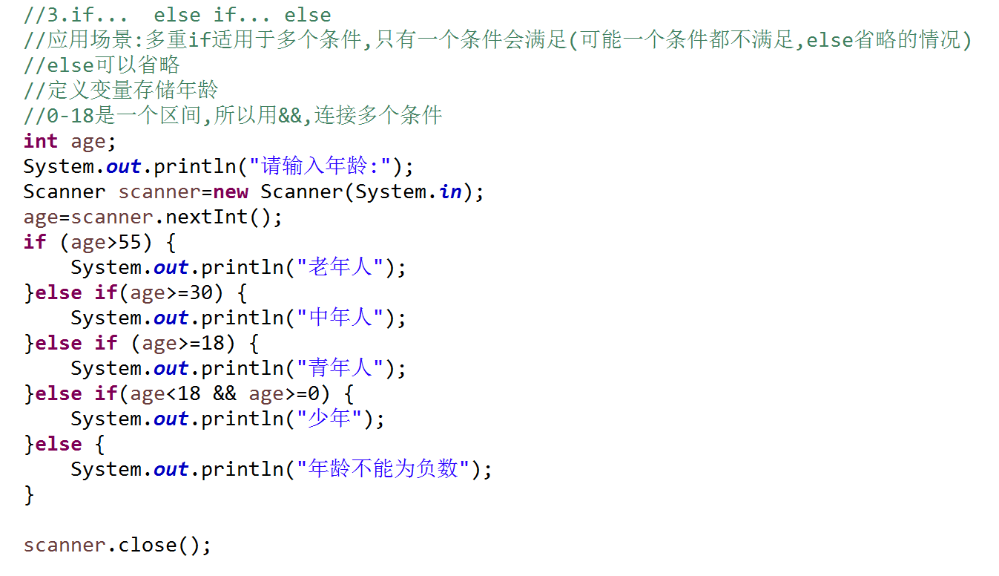 //3.if...  else if... else
//应用场景:多重if适用于多个条件,只有一个条件会满足(可能一个条件都不满足,else省略的情况)
//else可以省略
//定义变量存储年龄
//0-18是一个区间,所以用&&,连接多个条件
int age;
System.out.println("请输入年龄:");
Scanner scanner=new Scanner(System.in);
age=scanner.nextInt();
if (age>55) {
    System.out.println("老年人");
}else if(age>=30) {
    System.out.println("中年人");
}else if (age>=18) {
    System.out.println("青年人");
}else if(age<18 && age>=0) {
    System.out.println("少年");
}else {
    System.out.println("年龄不能为负数");
}
scanner.close();